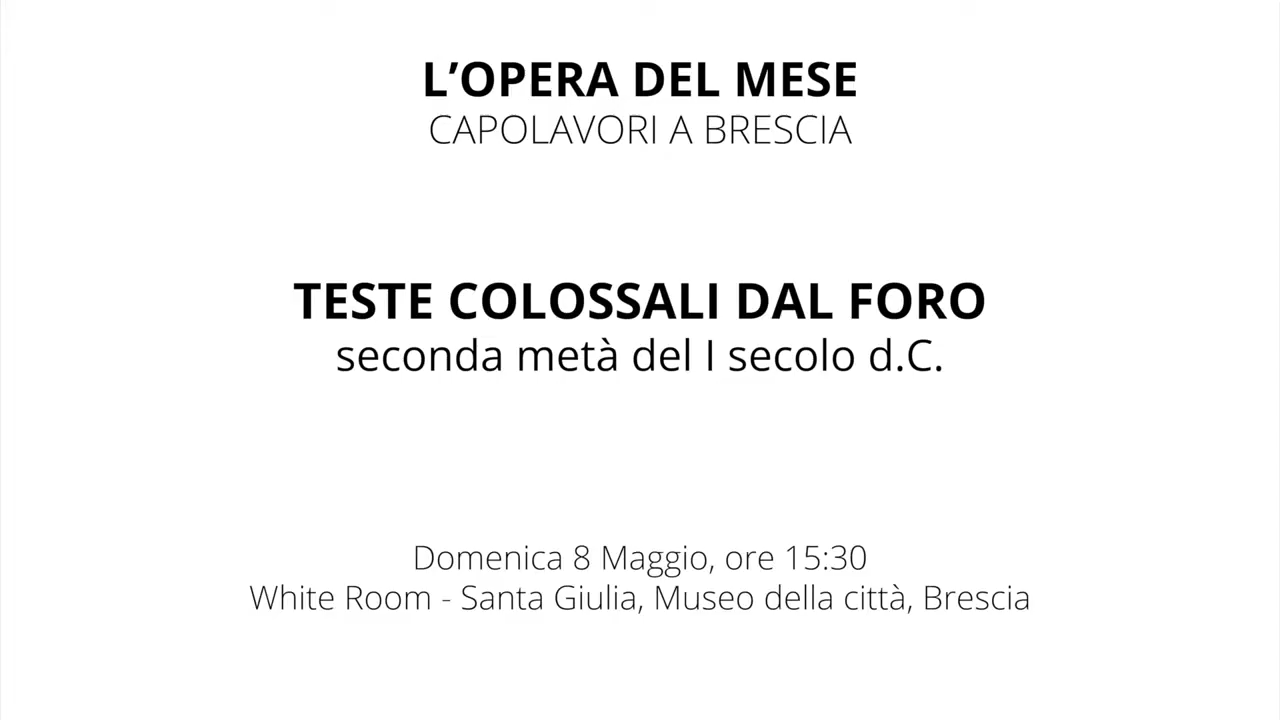 L’OPERA DEL MESE
CAPOLAVORI A BRESCIA
TESTE COLOSSALI DAL FORO
seconda metà del I secolo d.C.
Domenica 8 Maggio, ore 15:30
White Room - Santa Giulia, Museo della città, Brescia